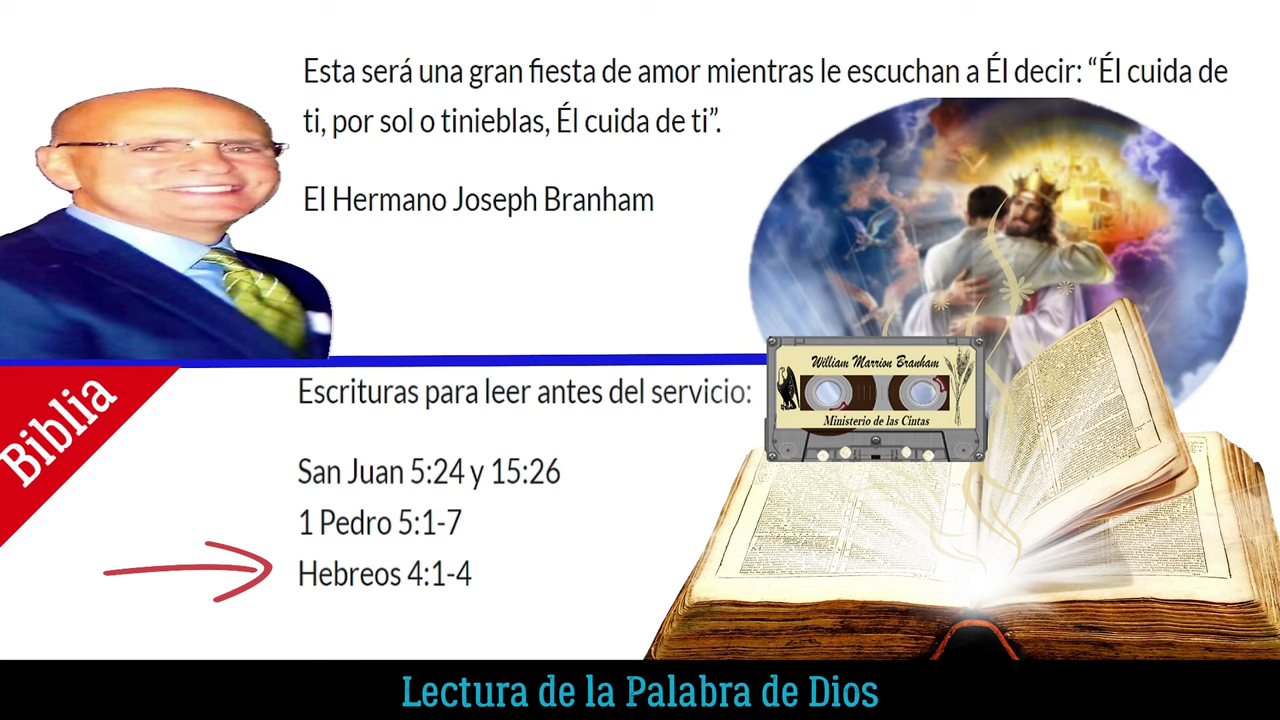 Esta será una gran fiesta de amor mientras le escuchan a Él decir: “Él cuida de
ti, por sol o tinieblas, Él cuida de ti”.
El Hermano Joseph Branham
Biblia
Escrituras para leer antes del servicio:
William Marrion Branham
Ministerio de las Cintas
San Juan 5:24 y 15:26
1 Pedro 5:1-7
Hebreos 4:1-4
Lectura de la Palabra de Dios